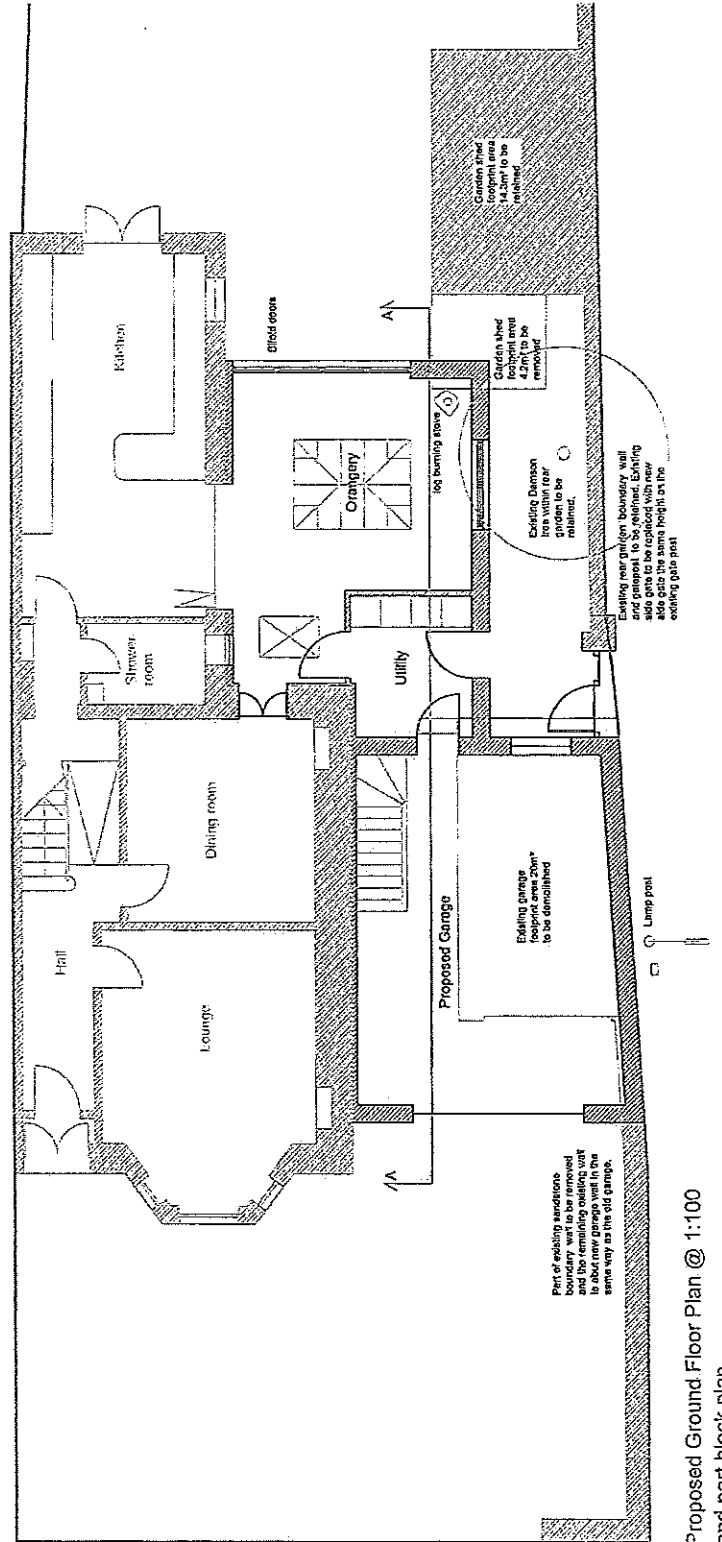 Kitchen
Shower
room
Dining room
Hall
Lounge
Bifold doors
Orangery
log burning stove
Utility
Proposed Garage
Existing garage
footprint area 20m²
to be demolished
Garden shed
footprint area
14.3m² to be
retained
Garden shed
footprint area
4.2m² to be
removed
Existing Damson
tree within rear
garden to be
retained.
Existing rear garden boundary wall
and gatepost to be retained. Existing
side gate to be replaced with new
side gate the same height as the
existing gate post
Lamp post
Part of existing sandstone
boundary wall to be removed
and the remaining existing wall
to abut new garage wall in the
same way as the old garage.
A
A
Proposed Ground Floor Plan @ 1:100
and part block plan